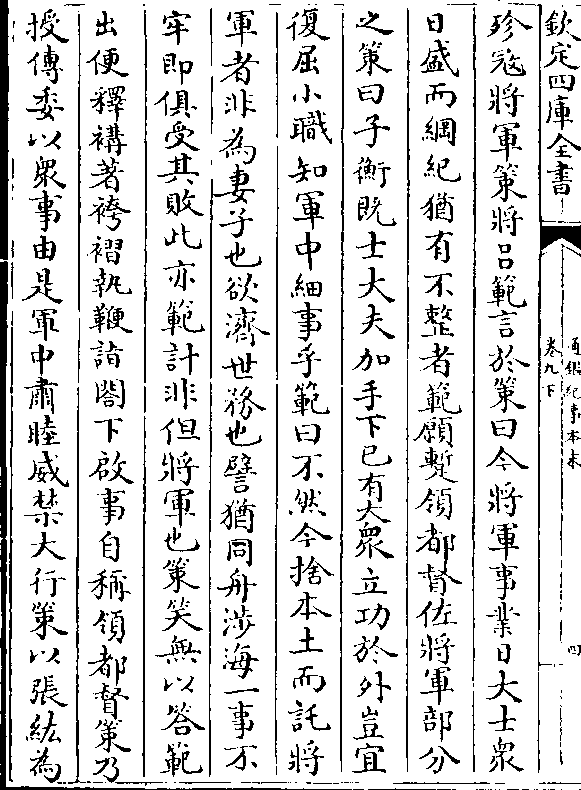 欽定四庫全書
通鑑紀事本末
卷九下
四
殄寇將軍策將吕範言於策曰今將軍事業日大士衆
日盛而綱紀猶有不整者範願蹔領都督佐將軍部分
之策曰子衡旣士大夫加手下已有大衆立功於外豈宜
復屈小職知軍中細事乎範曰不然今捨本土而託將
軍者非為妻子也欲濟世務也譬猶同舟涉海一事不
牢即俱受其敗此亦範計非但將軍也策笑無以答範
出便釋褠著袴褶執鞭詣閤下啟事自稱領都督策乃
授傳委以衆事由是軍中肅睦威禁大行策以張紘為